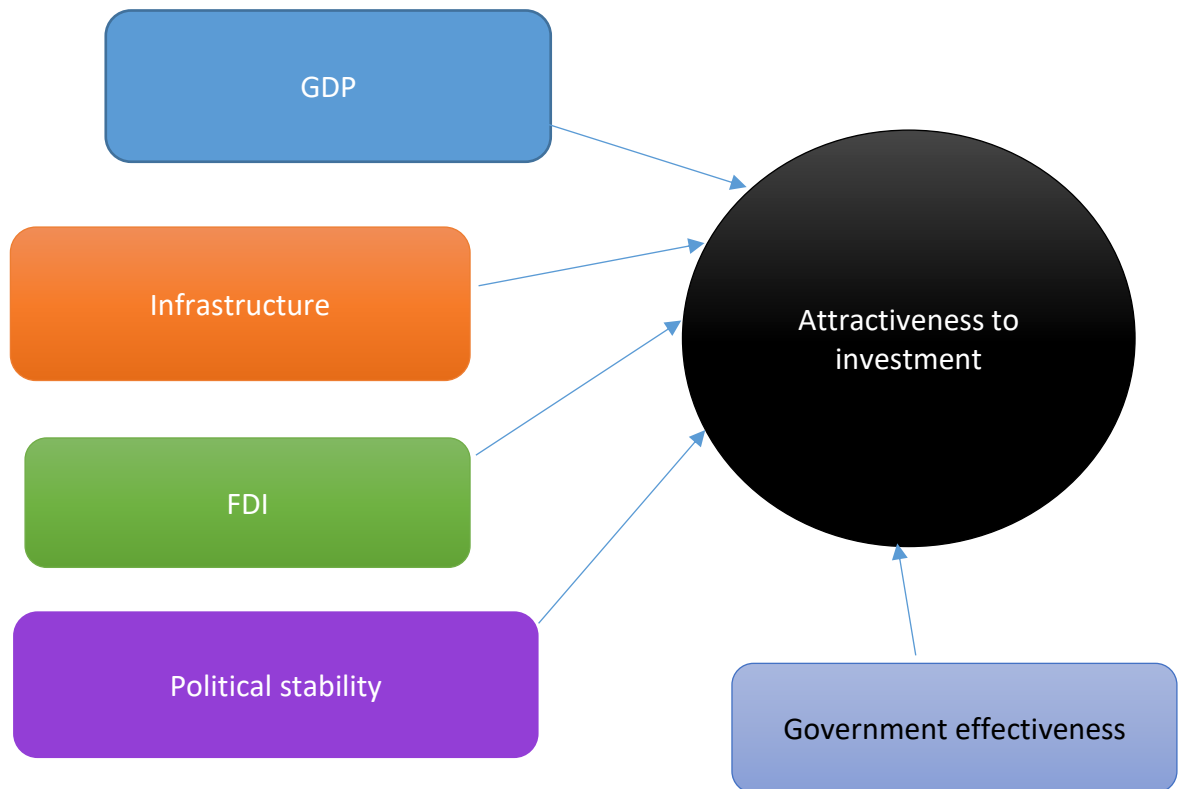 GDP
Infrastructure
Attractiveness to
investment
FDI
Political stability
Government effectiveness